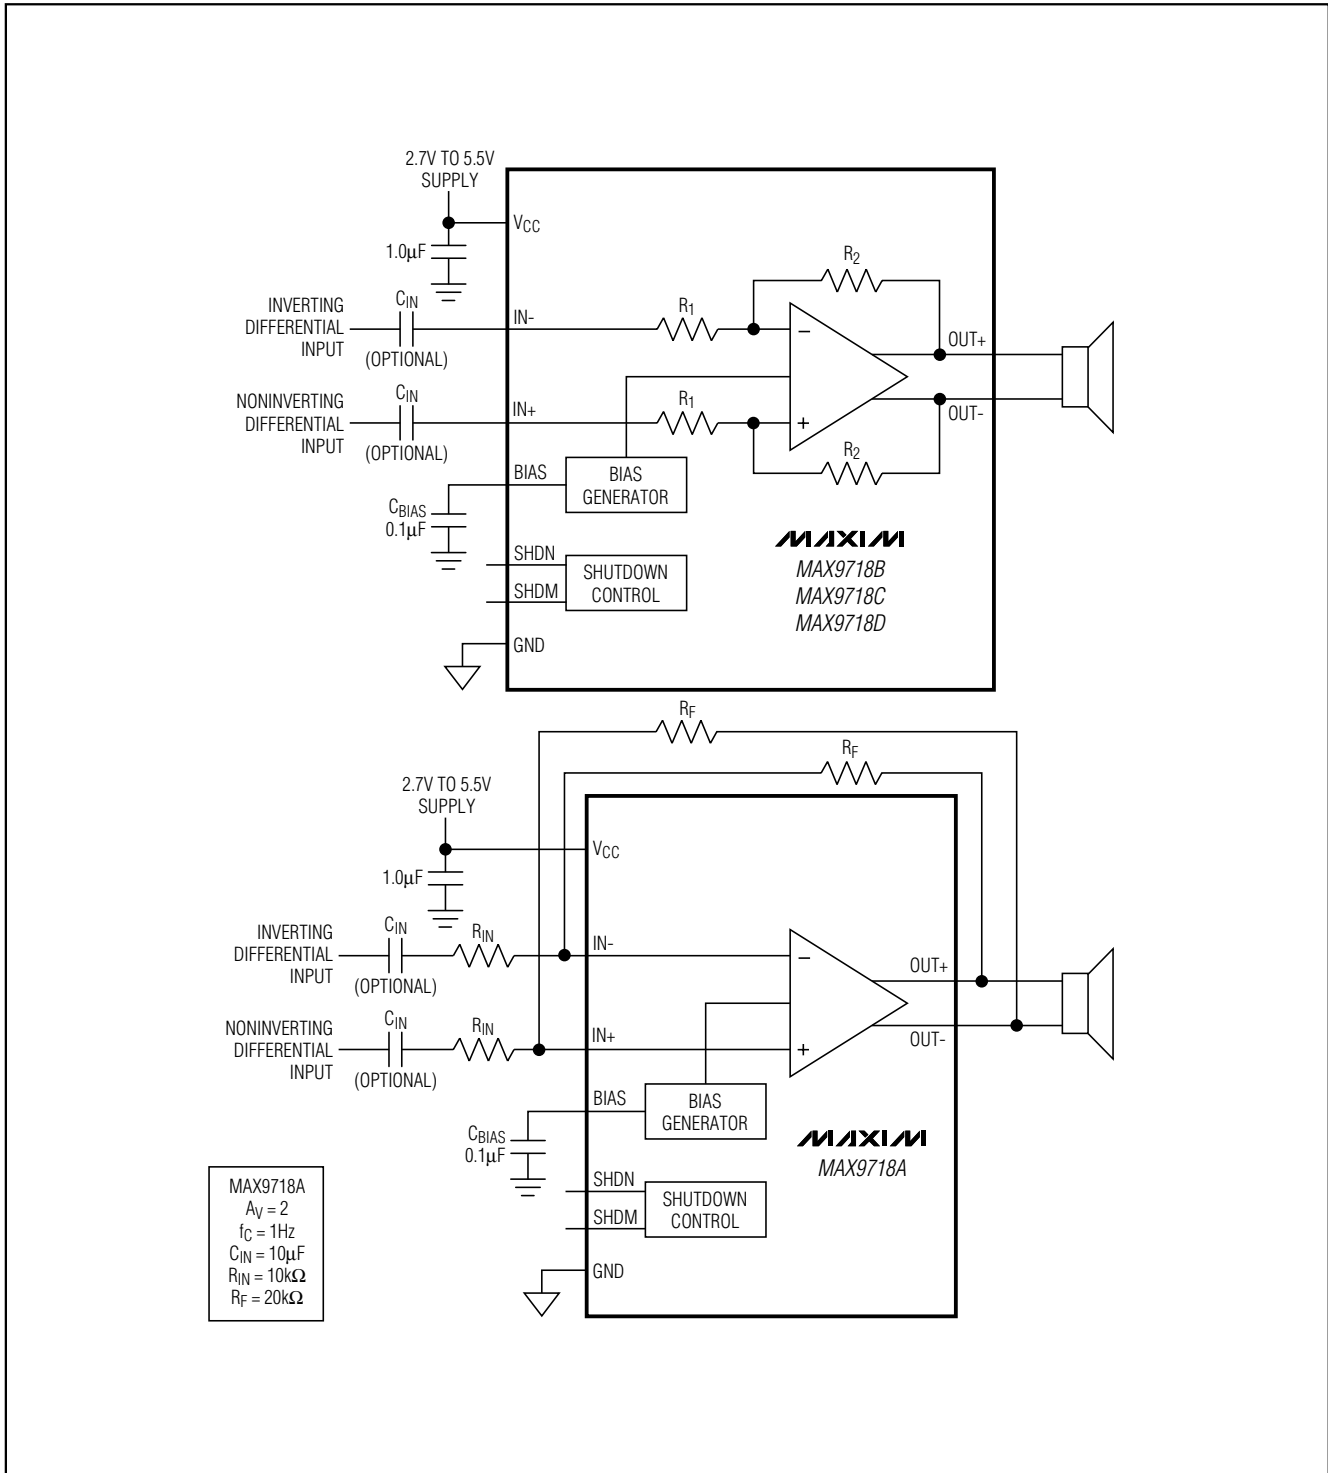 2.7V TO 5.5V
SUPPLY
VCC
1.0µF
R2
INVERTING
DIFFERENTIAL
INPUT
CIN
(OPTIONAL)
IN-
R1
−
OUT+
NONINVERTING
DIFFERENTIAL
INPUT
CIN
(OPTIONAL)
IN+
R1
+
OUT-
R2
BIAS
BIAS
GENERATOR
CBIAS
0.1µF
SHDN
SHDM
SHUTDOWN
CONTROL
GND
MAXIM
MAX9718B
MAX9718C
MAX9718D
RF
RF
2.7V TO 5.5V
SUPPLY
VCC
1.0µF
INVERTING
DIFFERENTIAL
INPUT
CIN
(OPTIONAL)
RIN
IN-
−
OUT+
NONINVERTING
DIFFERENTIAL
INPUT
CIN
(OPTIONAL)
RIN
IN+
+
OUT-
BIAS
BIAS
GENERATOR
CBIAS
0.1µF
SHDN
SHDM
SHUTDOWN
CONTROL
GND
MAXIM
MAX9718A
MAX9718A
AV = 2
fC = 1Hz
CIN = 10µF
RIN = 10kΩ
RF = 20kΩ